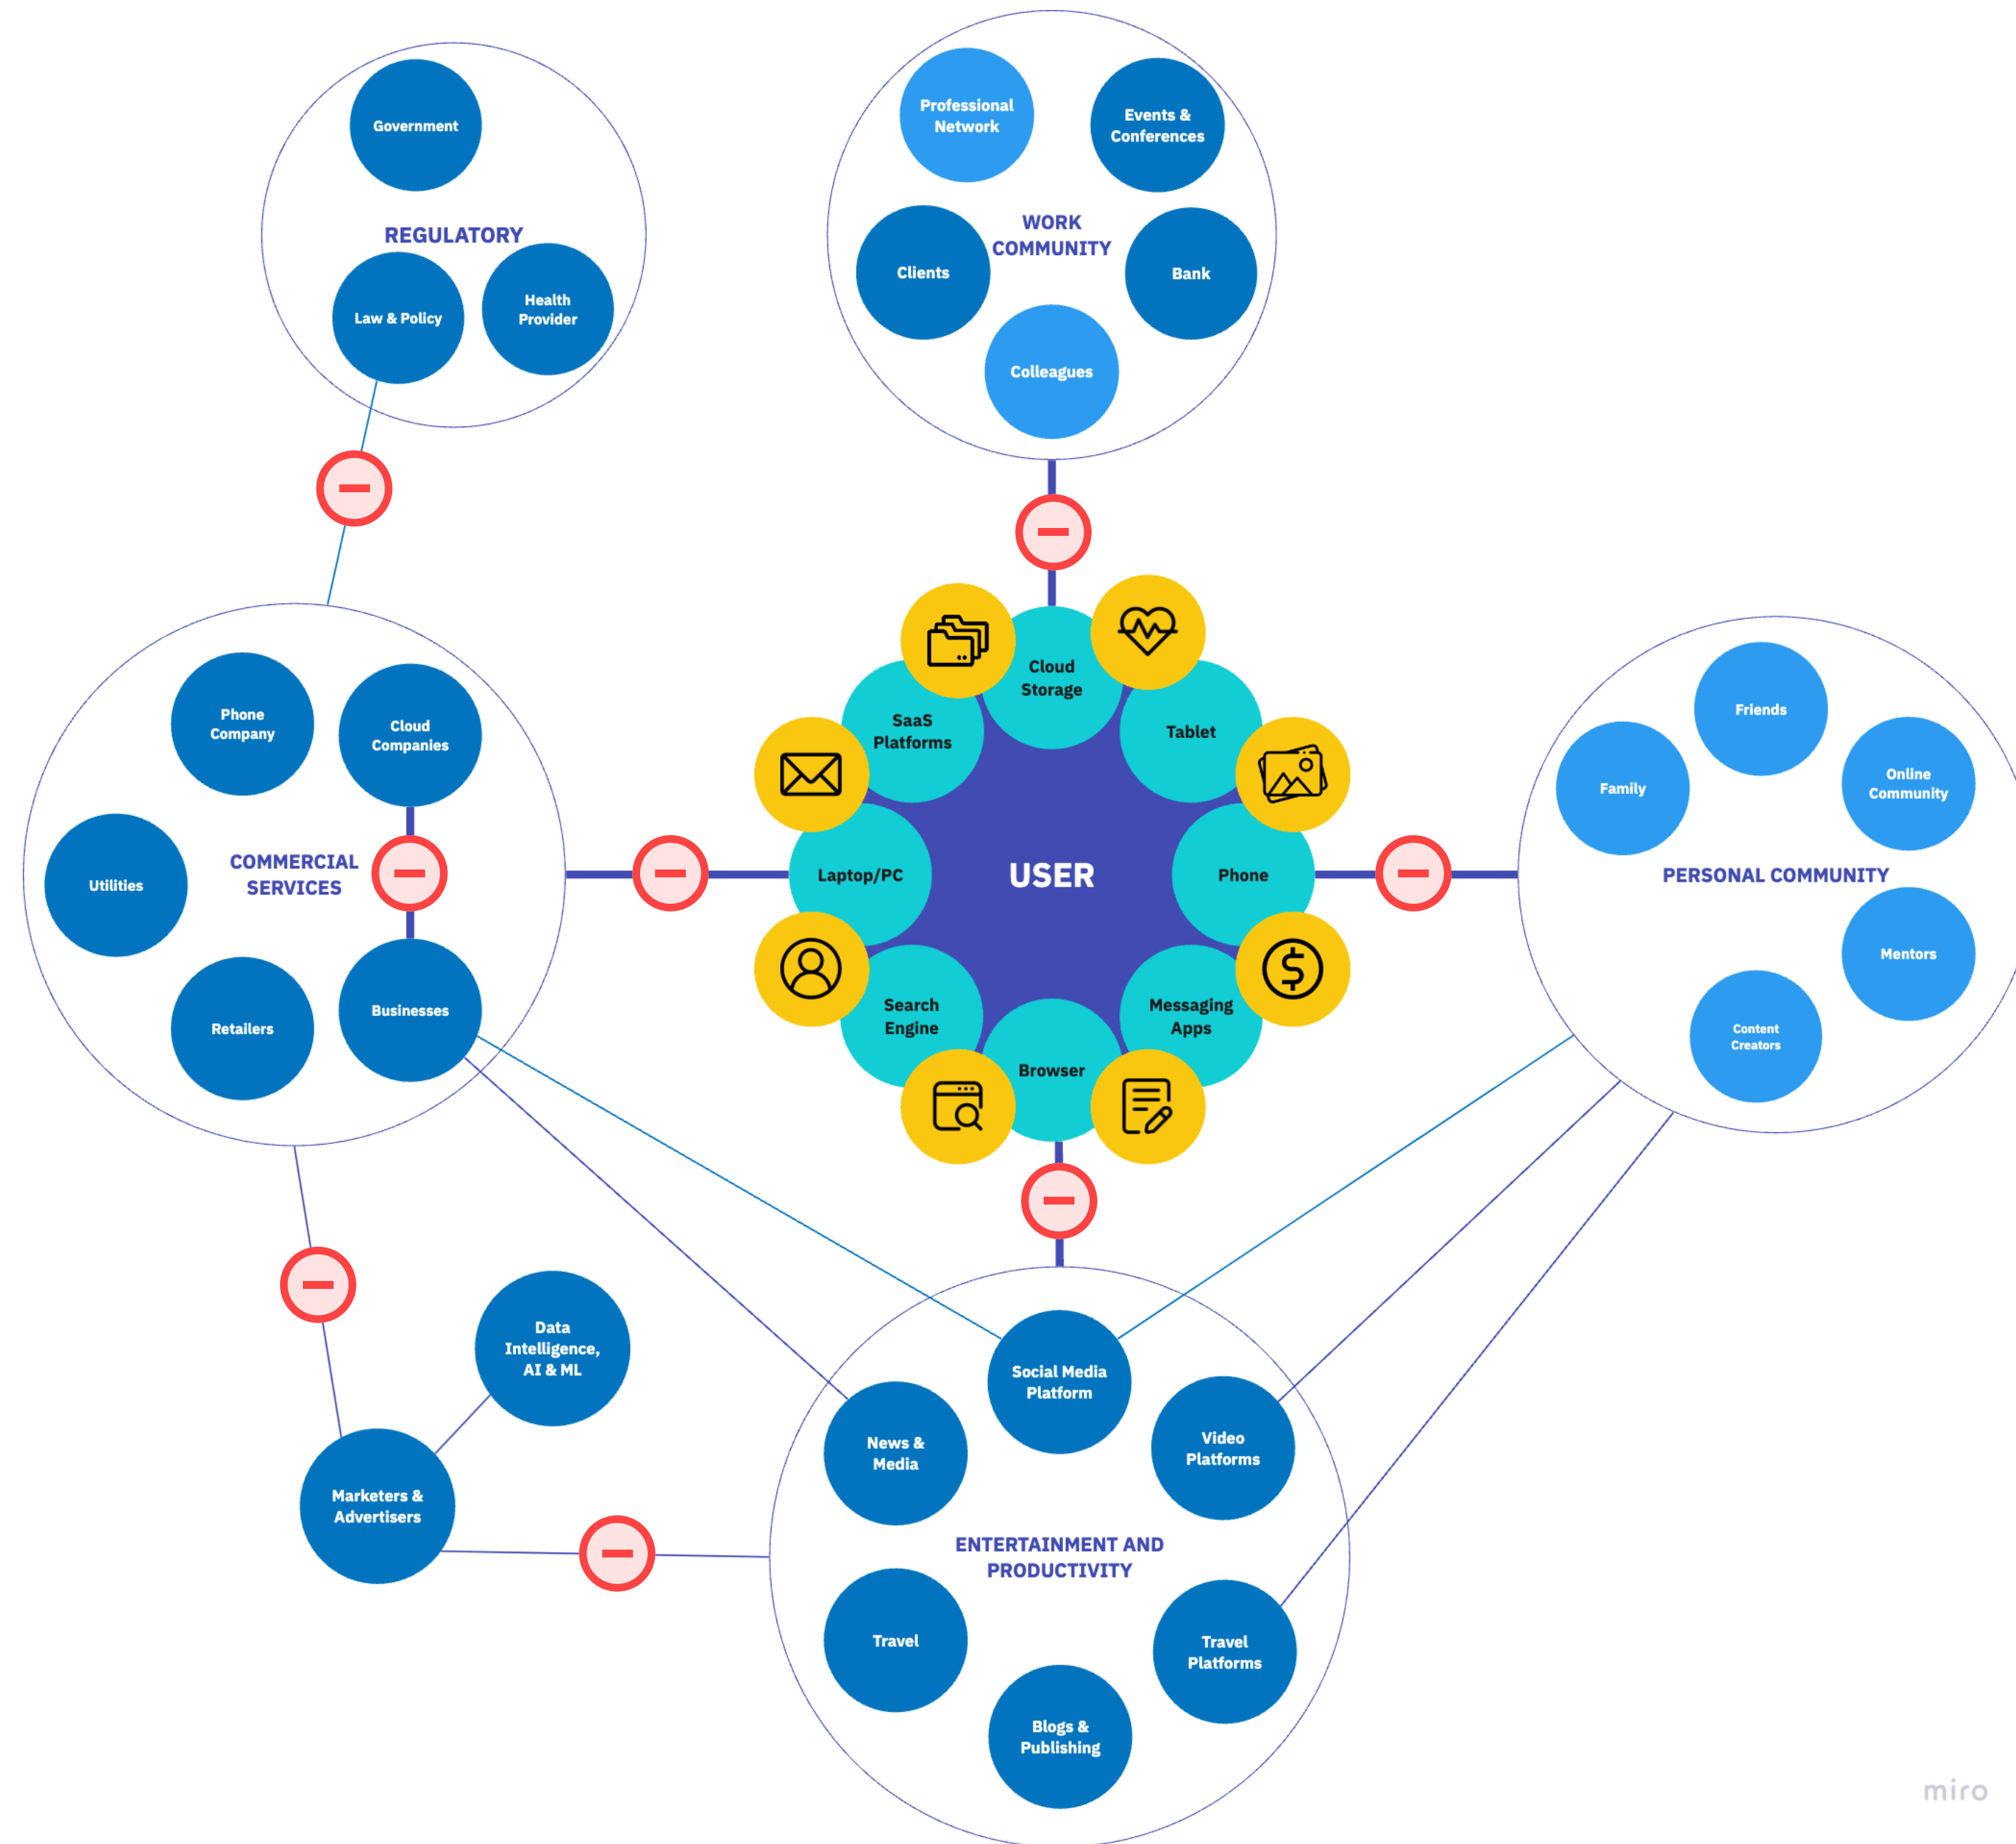 Government
REGULATORY
Law & Policy
Health
Provider
Professional
Network
Events &
Conferences
WORK
COMMUNITY
Clients
Bank
Colleagues
Phone
Company
Cloud
Companies
Utilities
COMMERCIAL
SERVICES
Retailers
Businesses
Cloud
Storage
SaaS
Platforms
Tablet
Laptop/PC
USER
Phone
Search
Engine
Messaging
Apps
Browser
Friends
Family
Online
Community
PERSONAL COMMUNITY
Mentors
Content
Creators
Data
Intelligence,
AI & ML
Marketers &
Advertisers
Social Media
Platform
News &
Media
Video
Platforms
ENTERTAINMENT AND
PRODUCTIVITY
Travel
Travel
Platforms
Blogs &
Publishing
miro